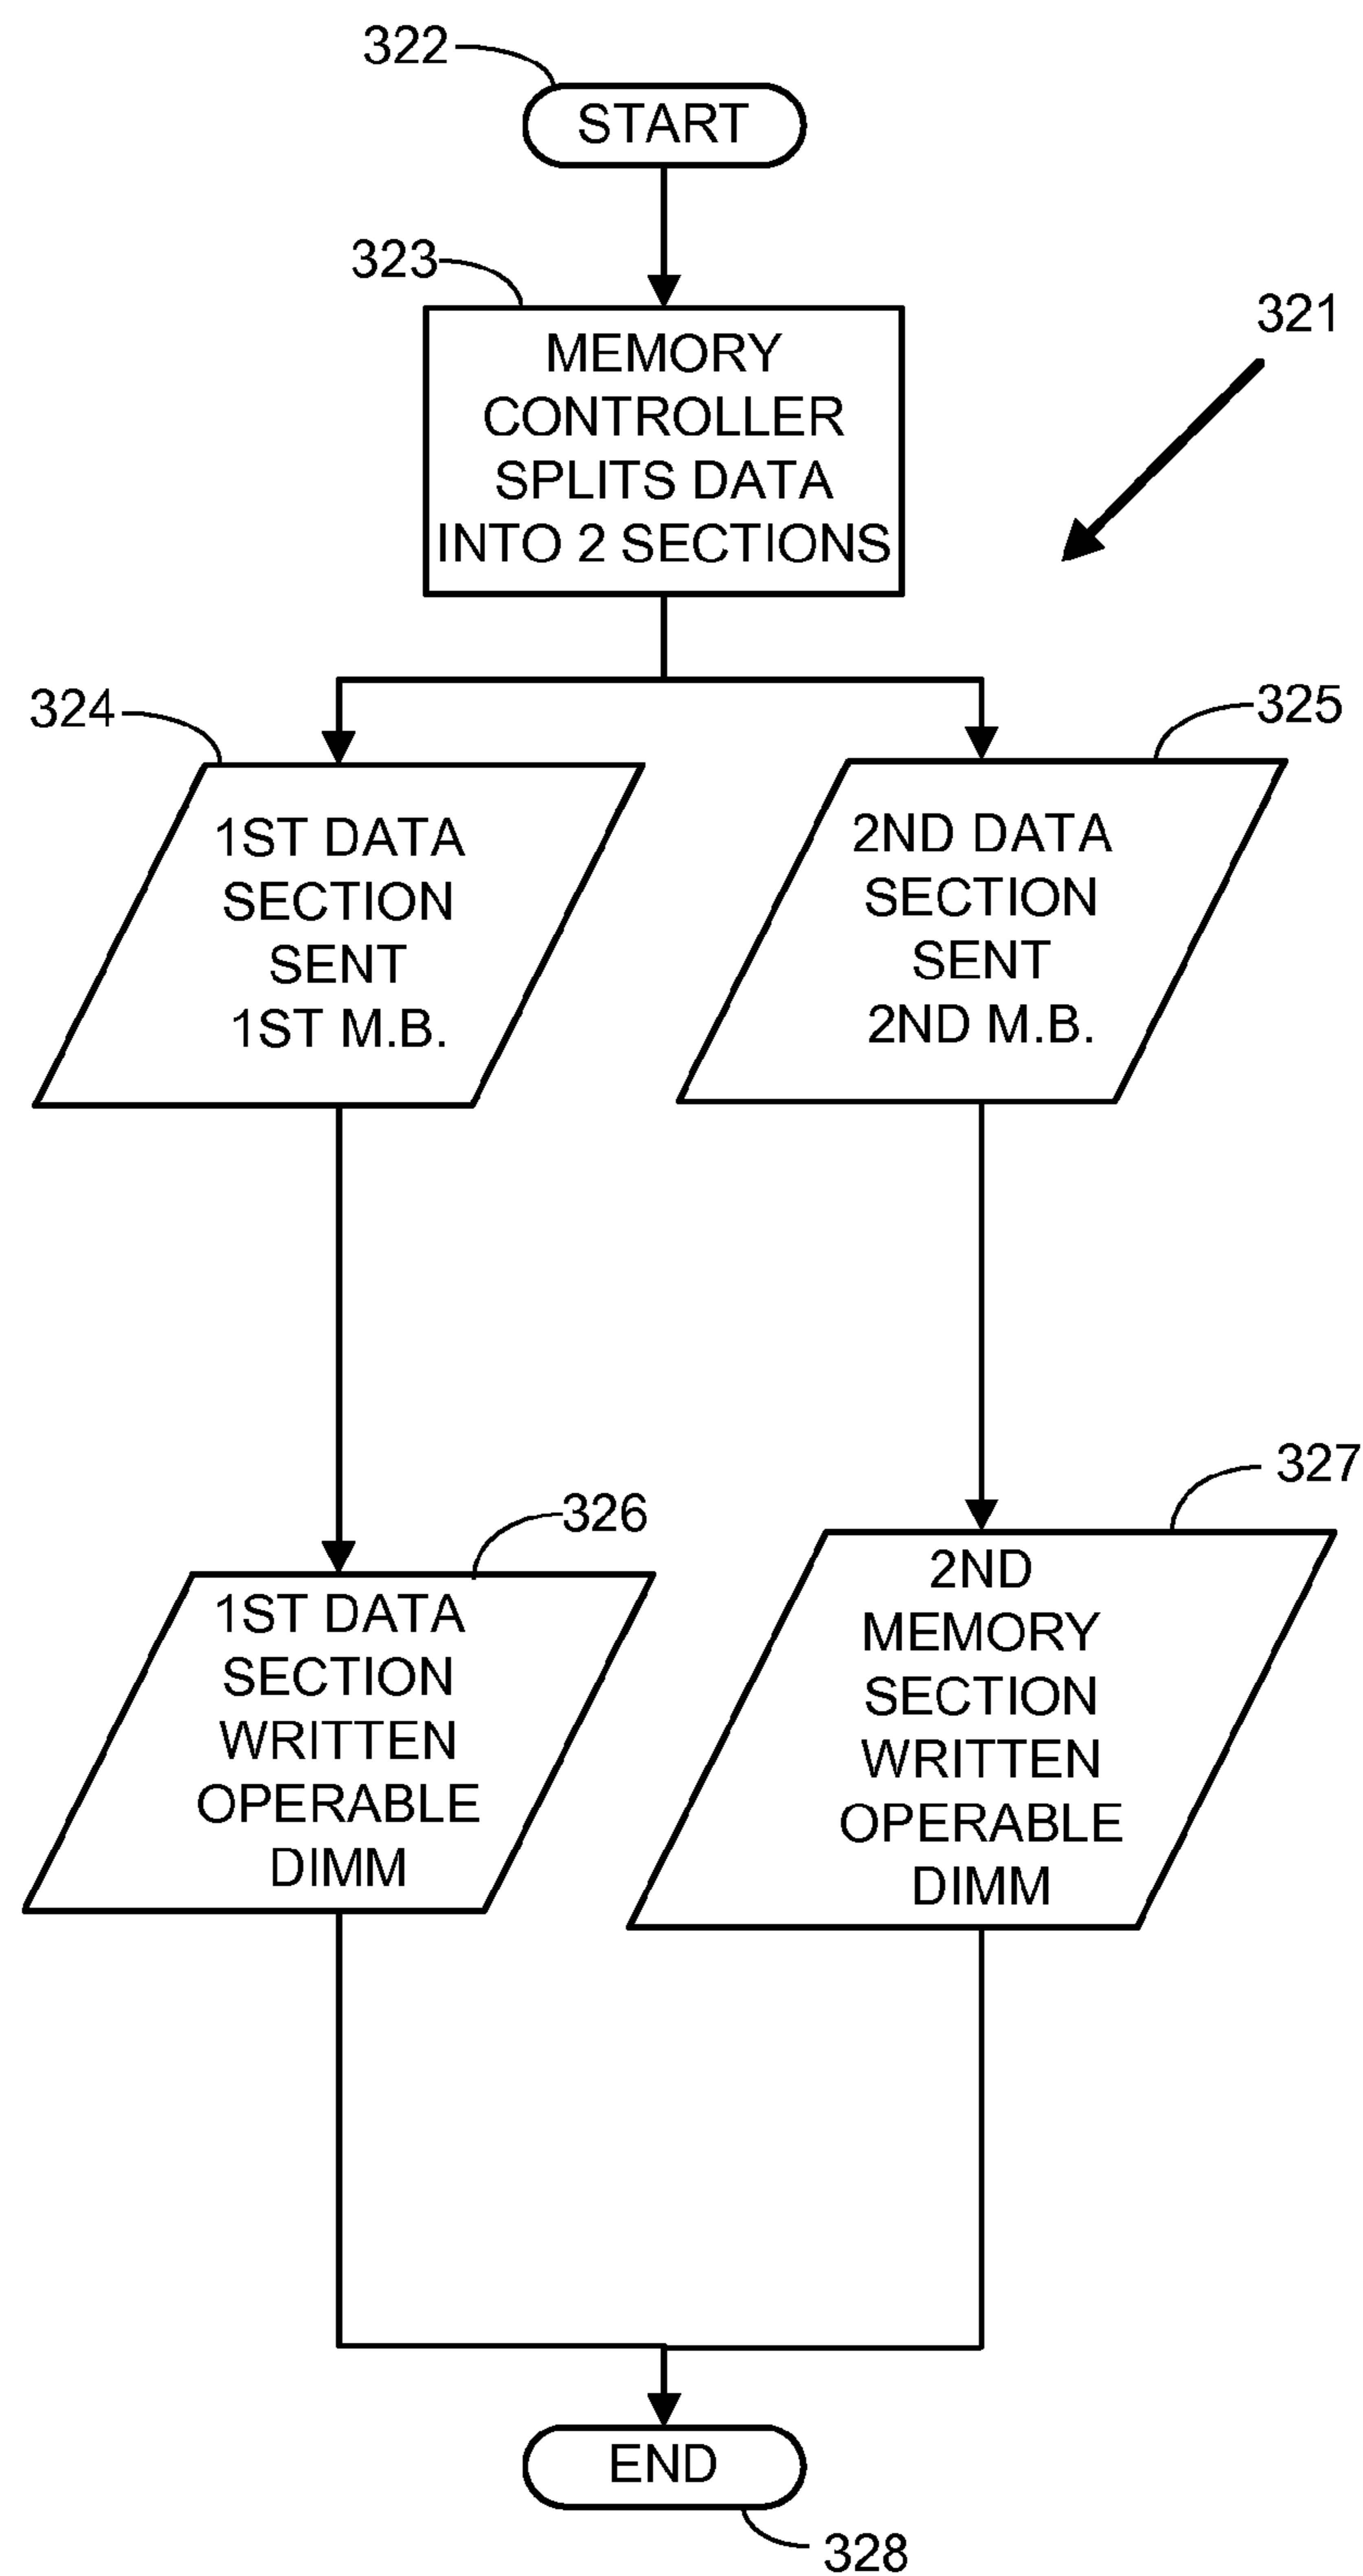 322
START
323
MEMORY
CONTROLLER
SPLITS DATA
INTO 2 SECTIONS
321
324
1ST DATA
SECTION
SENT
1ST M.B.
325
2ND DATA
SECTION
SENT
2ND M.B.
326
1ST DATA
SECTION
WRITTEN
OPERABLE
DIMM
327
2ND
MEMORY
SECTION
WRITTEN
OPERABLE
DIMM
END
328